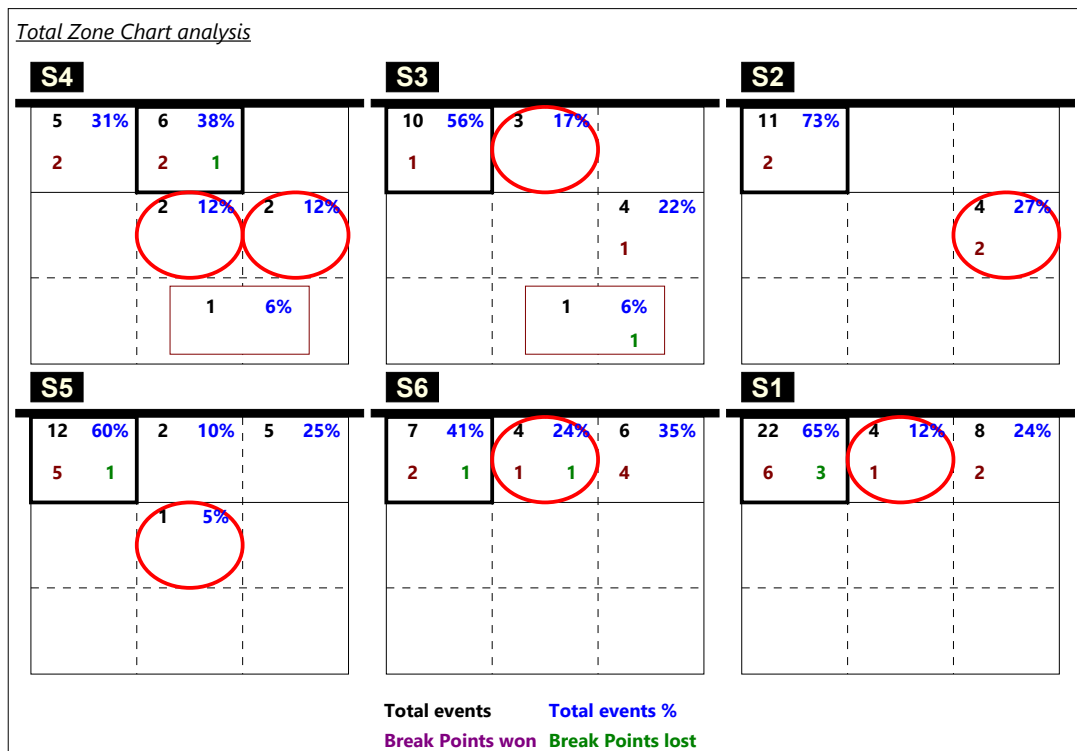 Total Zone Chart analysis
S4 S3 S2
5 31% 6 38% 10 56% 3 17% 11 73%
2 2 1 1 2
2 12% 2 12% 4 22% 4 27%
1 2
1 6% 1 6%
1
S5 S6 S1
12 60% 2 10% 5 25% 7 41% 4 24% 6 35% 22 65% 4 12% 8 24%
5 1 2 1 1 1 4 6 3 1 2
1 5%
Total events Total events %
Break Points won Break Points lost